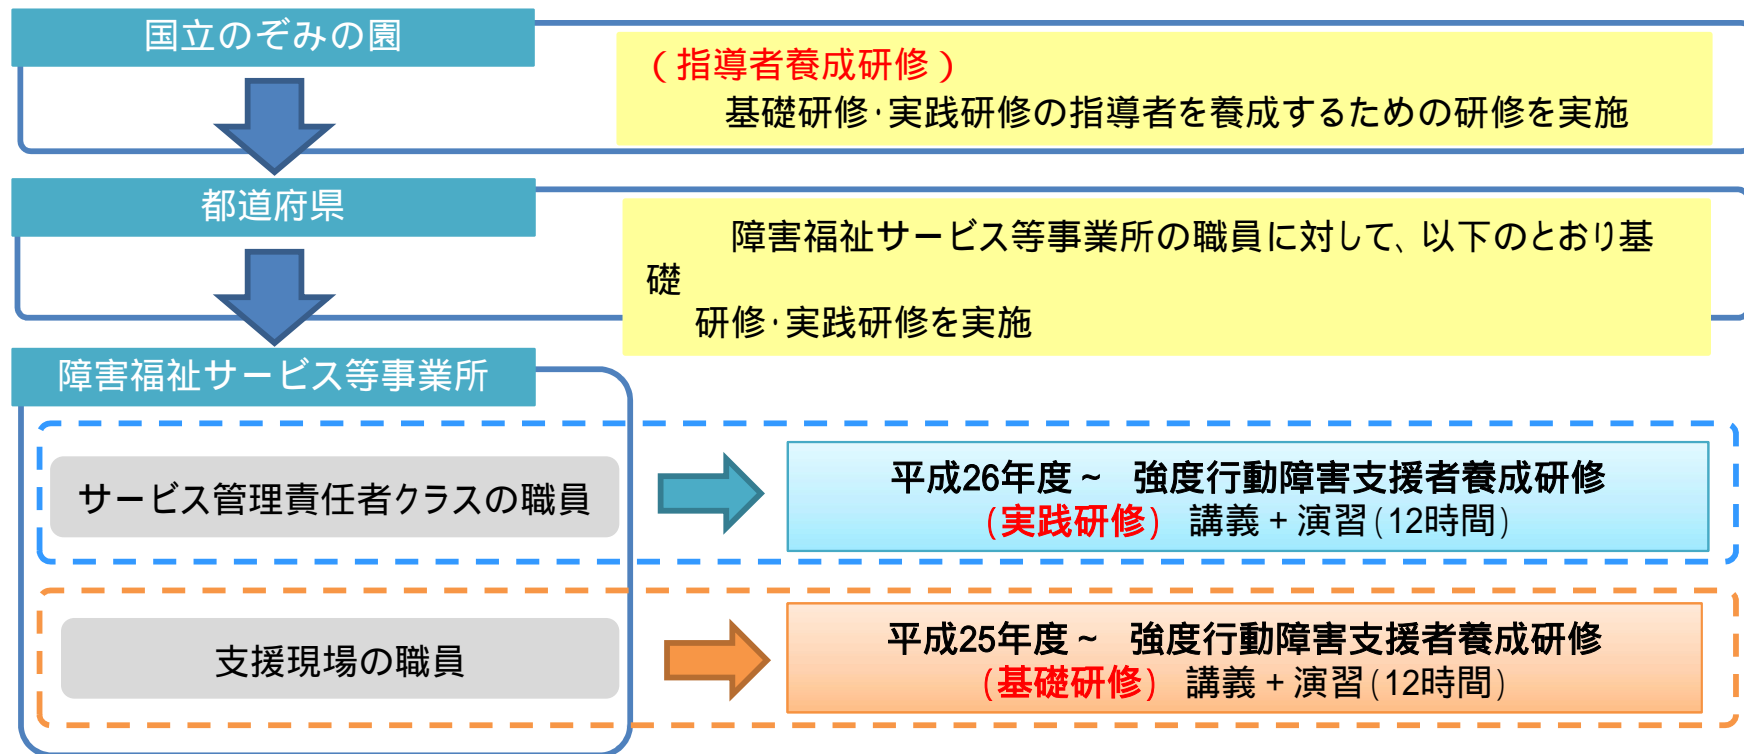 国立のぞみの園
(指導者養成研修)
基礎研修・実践研修の指導者を養成するための研修を実施
都道府県
障害福祉サービス等事業所の職員に対して、以下のとおり基
礎
研修・実践研修を実施
障害福祉サービス等事業所
サービス管理責任者クラスの職員
平成26年度~ 強度行動障害支援者養成研修
(実践研修) 講義+演習(12時間)
支援現場の職員
平成25年度~ 強度行動障害支援者養成研修
(基礎研修) 講義+演習(12時間)